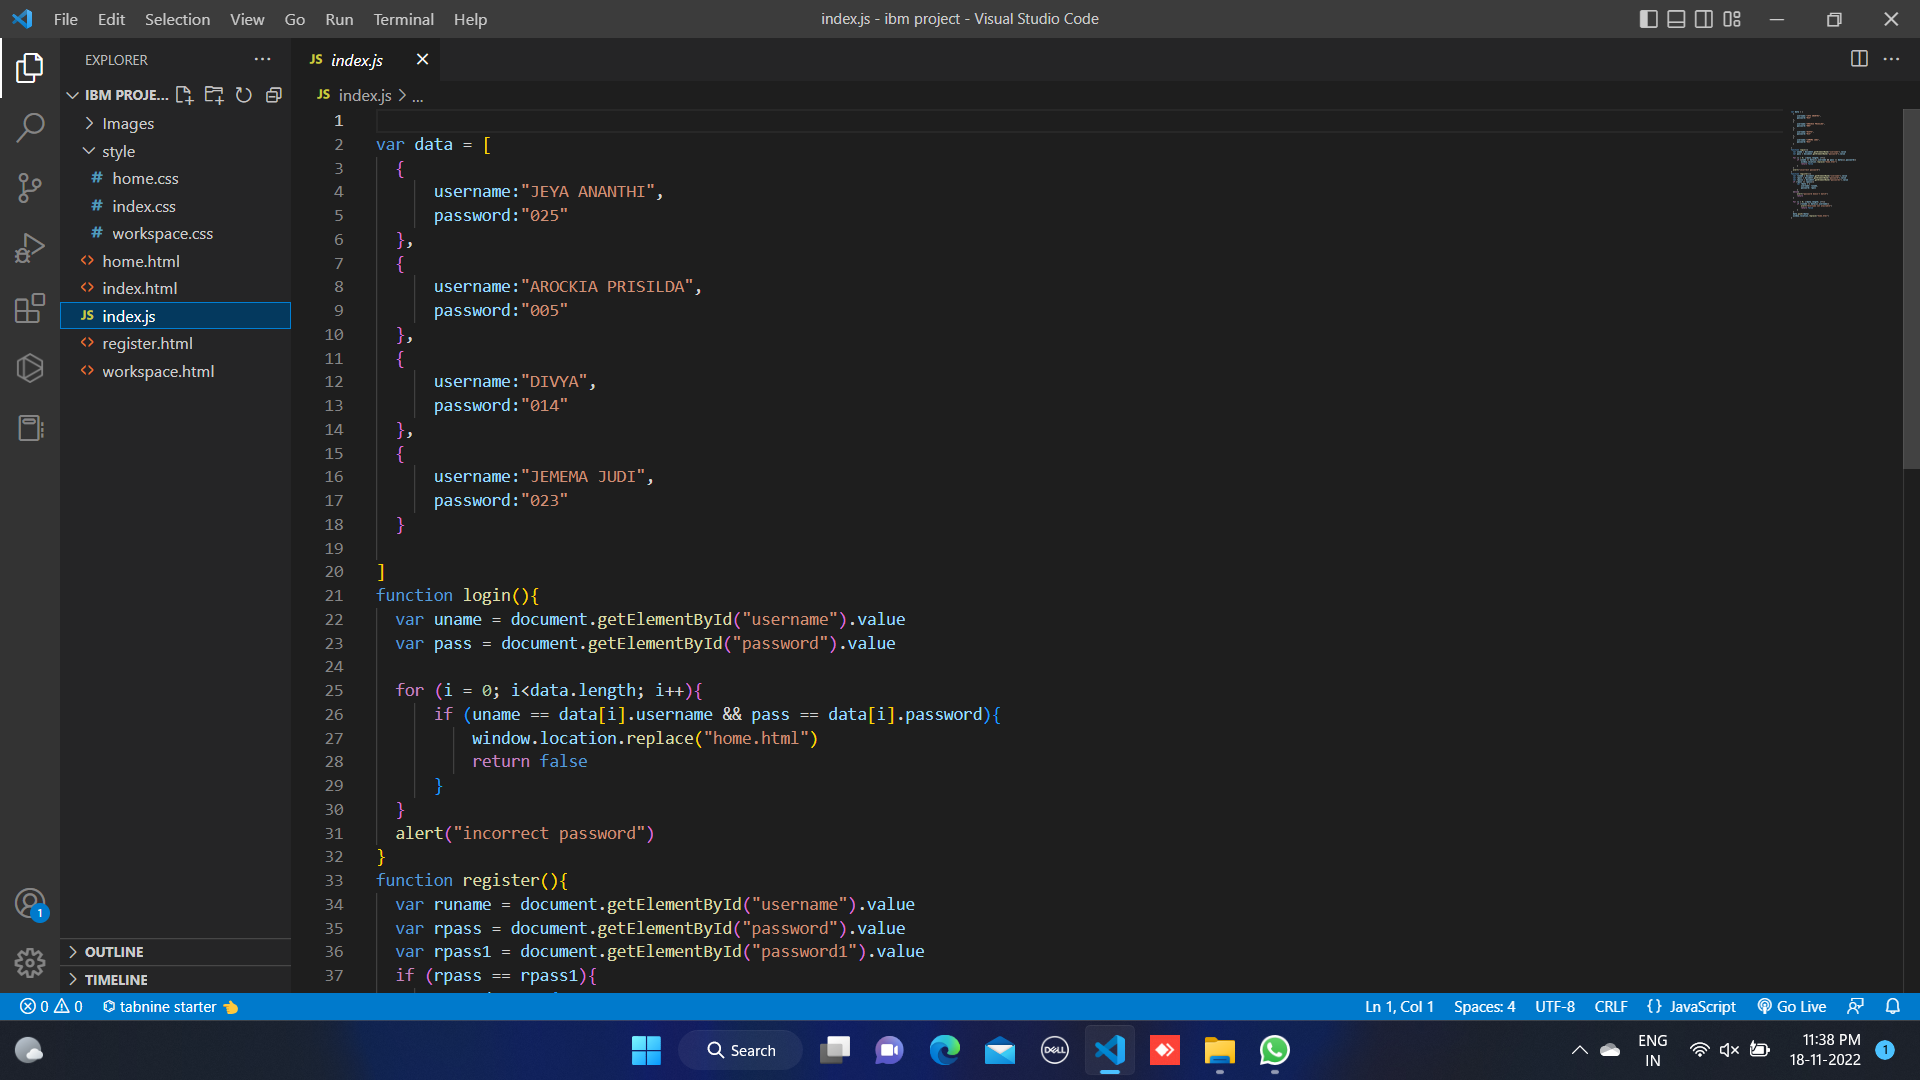 File Edit Selection View Go Run Terminal Help
index.js - ibm project - Visual Studio Code
EXPLORER
IBM PROJE...
Images
style
# home.css
# index.css
# workspace.css
<> home.html
<> index.html
JS index.js
<> register.html
<> workspace.html
OUTLINE
TIMELINE
JS index.js
JS index.js > ...
1
2 var data = [
3 {
4 username:"JEYA ANANTHI",
5 password:"025"
6 },
7 {
8 username:"AROCKIA PRISILDA",
9 password:"005"
10 },
11 {
12 username:"DIVYA",
13 password:"014"
14 },
15 {
16 username:"JEMEMA JUDI",
17 password:"023"
18 }
19
20 ]
21 function login(){
22 var uname = document.getElementById("username").value
23 var pass = document.getElementById("password").value
24
25 for (i = 0; i<data.length; i++){
26 if (uname == data[i].username && pass == data[i].password){
27 window.location.replace("home.html")
28 return false
29 }
30 }
31 alert("incorrect password")
32 }
33 function register(){
34 var runame = document.getElementById("username").value
35 var rpass = document.getElementById("password").value
36 var rpass1 = document.getElementById("password1").value
37 if (rpass == rpass1){
1
0 0 tabnine starter
Ln 1, Col 1 Spaces: 4 UTF-8 CRLF {} JavaScript Go Live
Search
DELL
ENG
IN
11:38 PM
18-11-2022
1